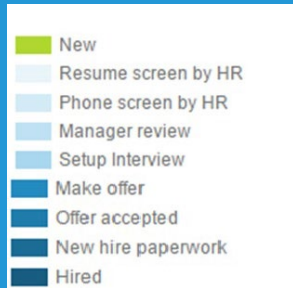 New
Resume screen by HR
Phone screen by HR
Manager review
Setup Interview
Make offer
Offer accepted
New hire paperwork
Hired